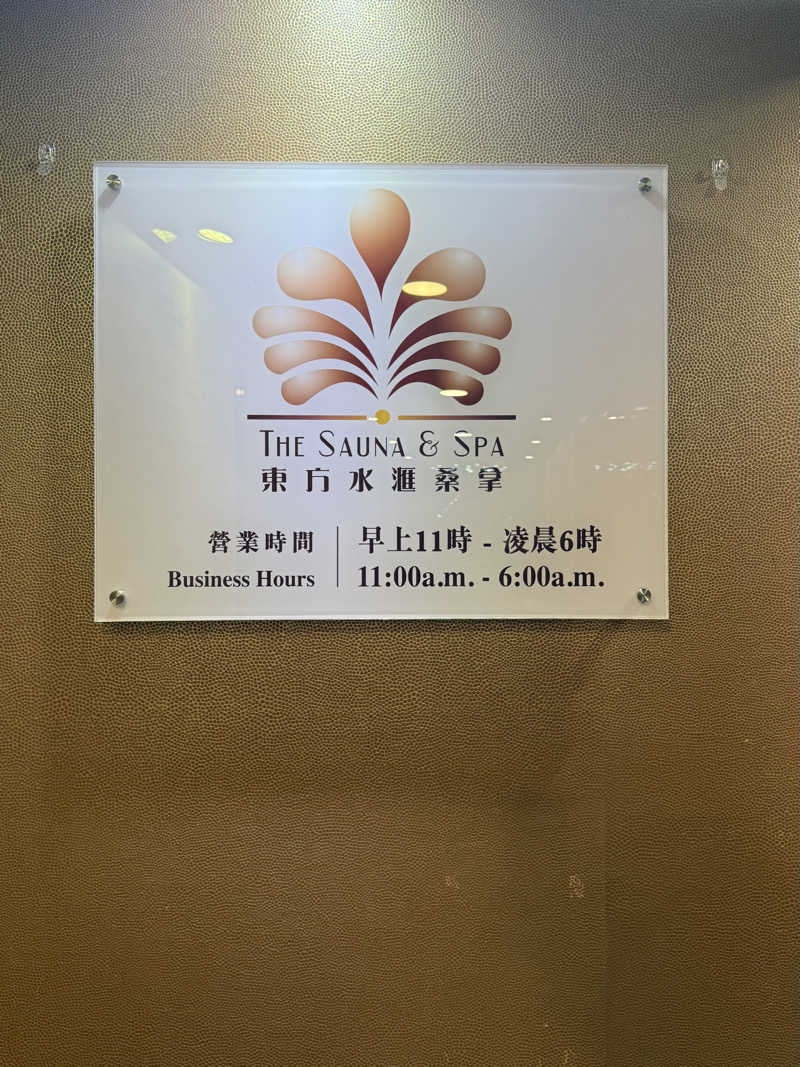 THE SAUNA & SPA
東方水滙桑拿
營業時間
Business Hours
早上11時 - 凌晨6時
11:00a.m. - 6:00a.m.